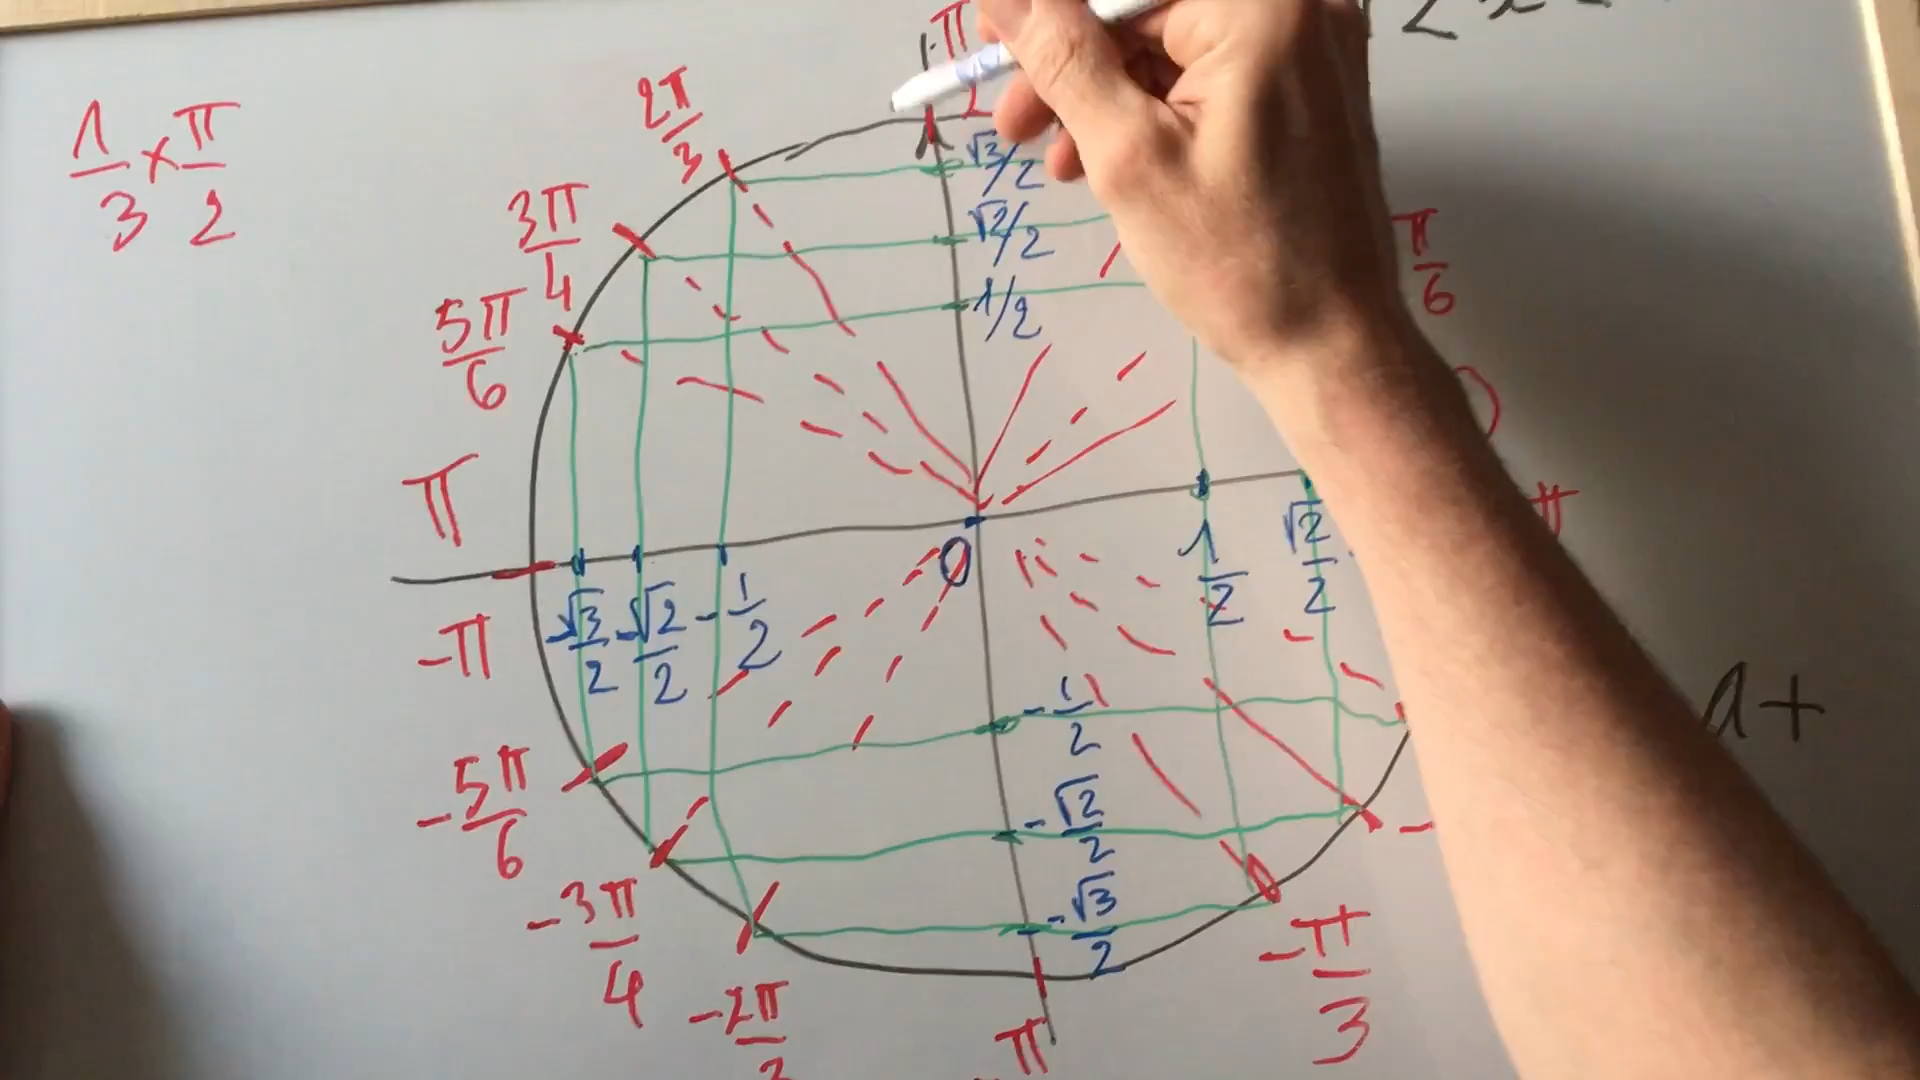 1/3 × π/2
2π/3
3π/4
5π/6
π
-π
-5π/6
-3π/4
-2π/3
π
-π/3
π/6
π
1
π/2
√3/2
√2/2
1/2
0
-√3/2 -√2/2 -1/2
1/2 √2/2
-1/2
-√2/2
-√3/2